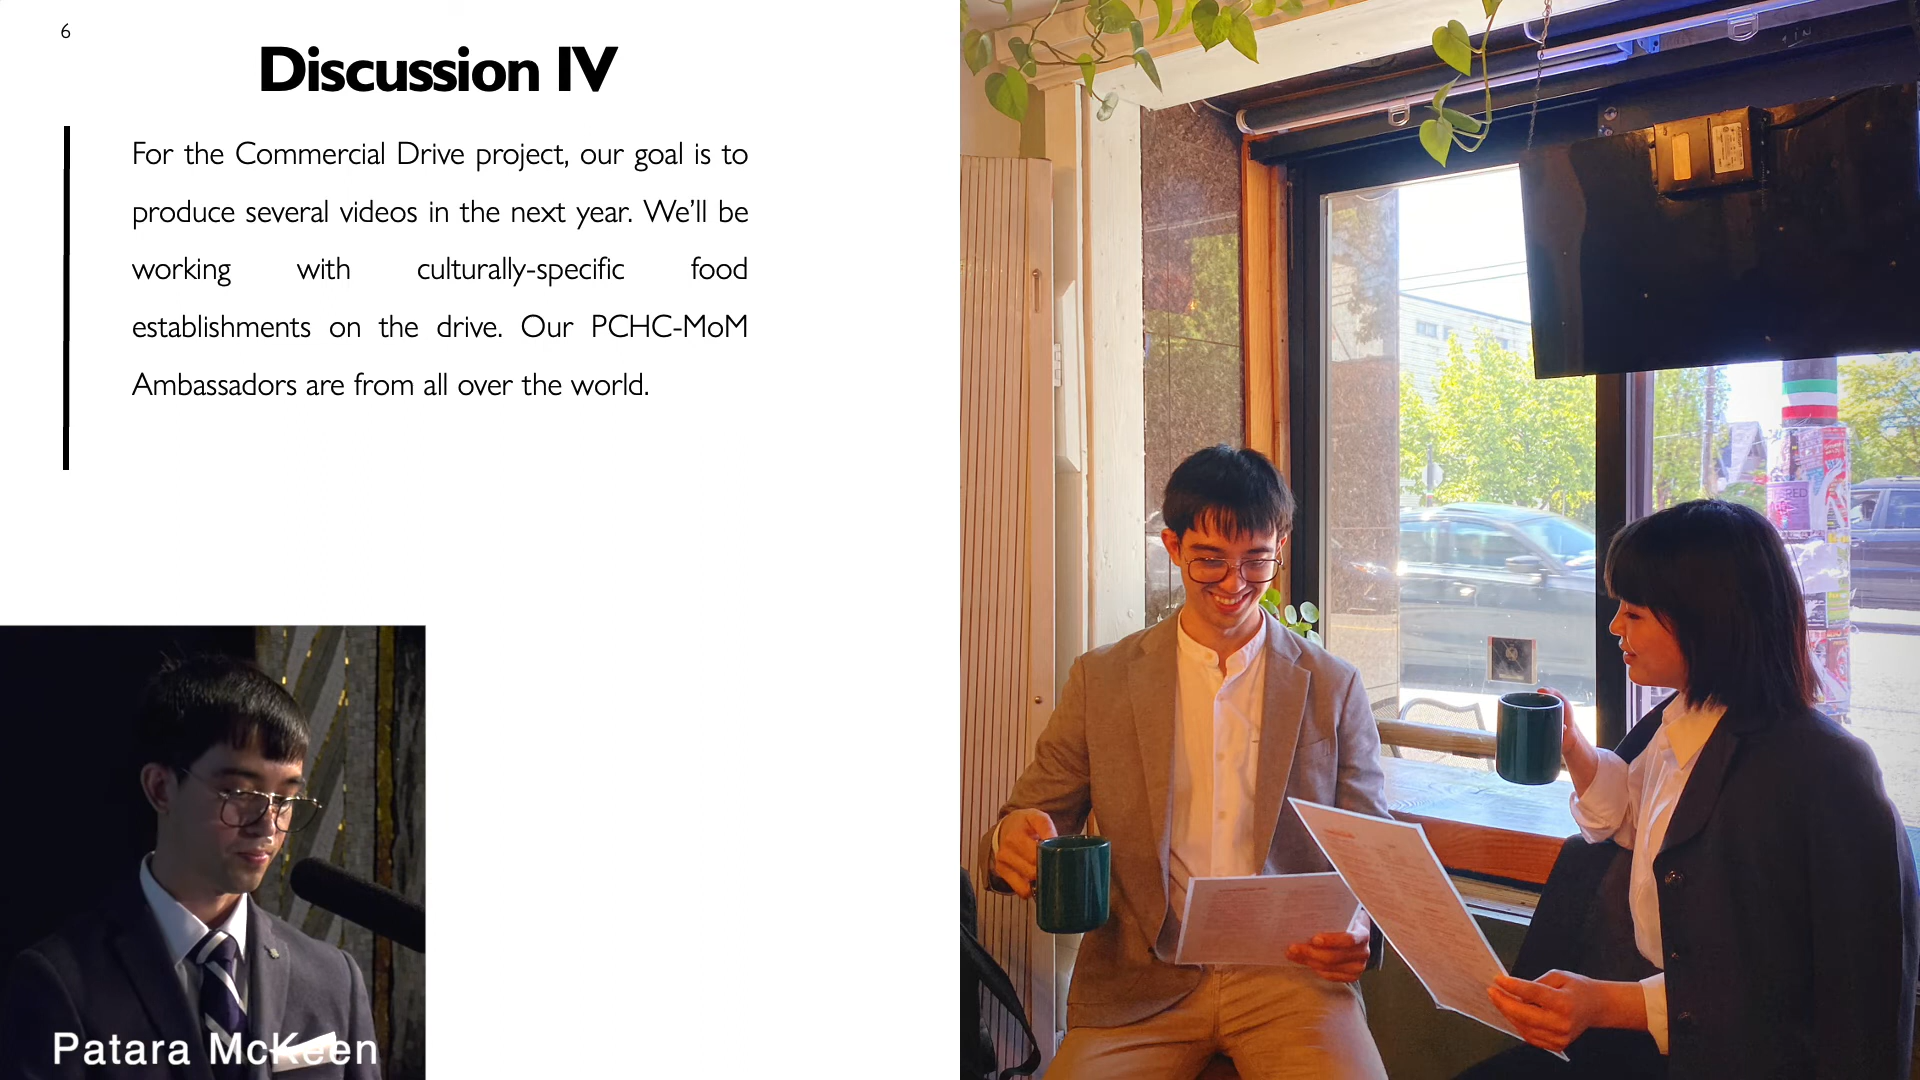 6
Discussion IV
For the Commercial Drive project, our goal is to
produce several videos in the next year. We’ll be
working with culturally-specific food
establishments on the drive. Our PCHC-MoM
Ambassadors are from all over the world.
Patara McKeen